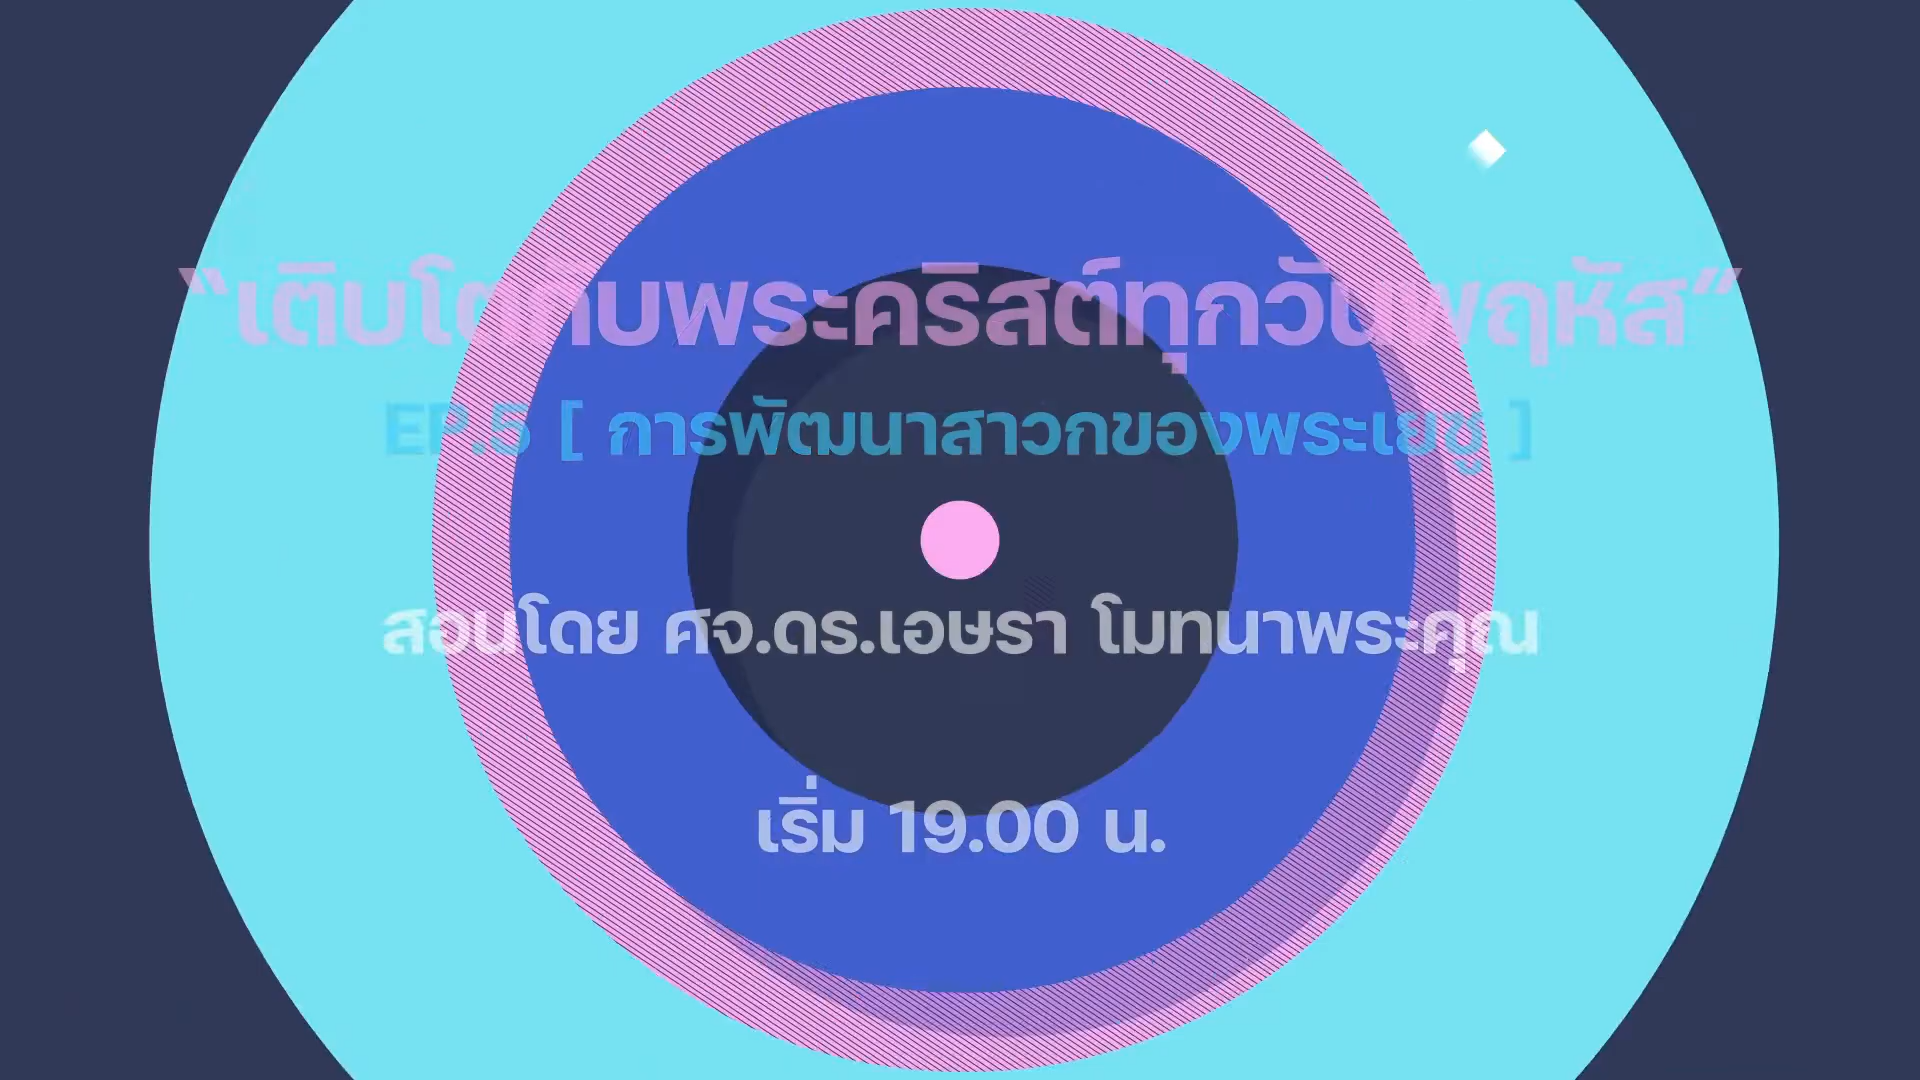 “เติบโตกับพระคริสต์ทุกวันพฤหัส”
EP.5 [ การพัฒนาสาวกของพระเยซู ]
สอนโดย ศจ.ดร.เอษรา โมทนาพระคุณ
เริ่ม 19.00 น.